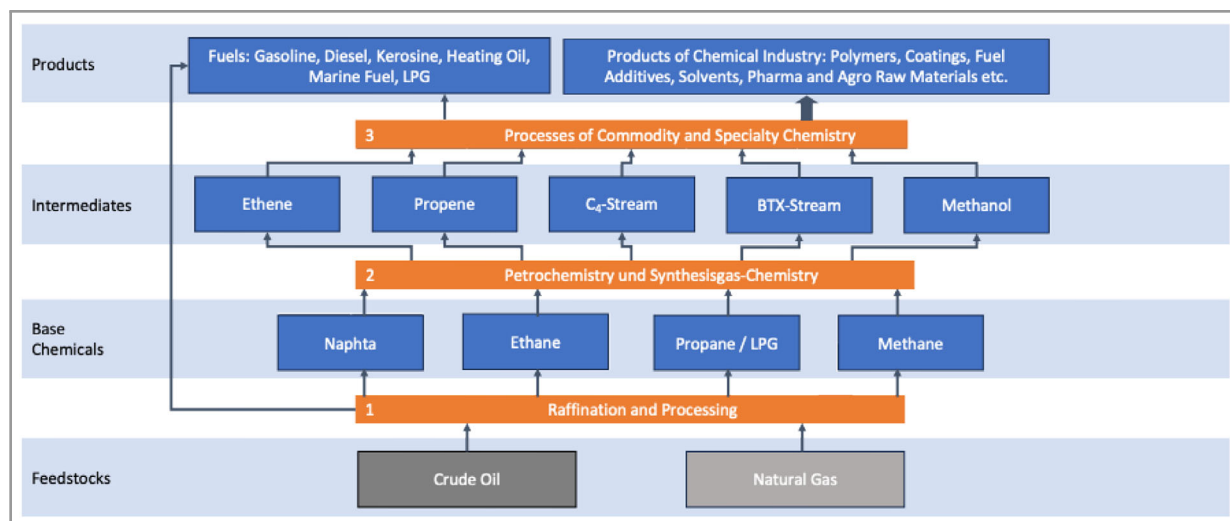 Products
Fuels: Gasoline, Diesel, Kerosine, Heating Oil,
Marine Fuel, LPG
Products of Chemical Industry: Polymers, Coatings, Fuel
Additives, Solvents, Pharma and Agro Raw Materials etc.
3 Processes of Commodity and Specialty Chemistry
Intermediates
Ethene
Propene
C₄-Stream
BTX-Stream
Methanol
2 Petrochemistry und Synthesisgas-Chemistry
Base
Chemicals
Naphta
Ethane
Propane / LPG
Methane
1 Raffination and Processing
Feedstocks
Crude Oil
Natural Gas